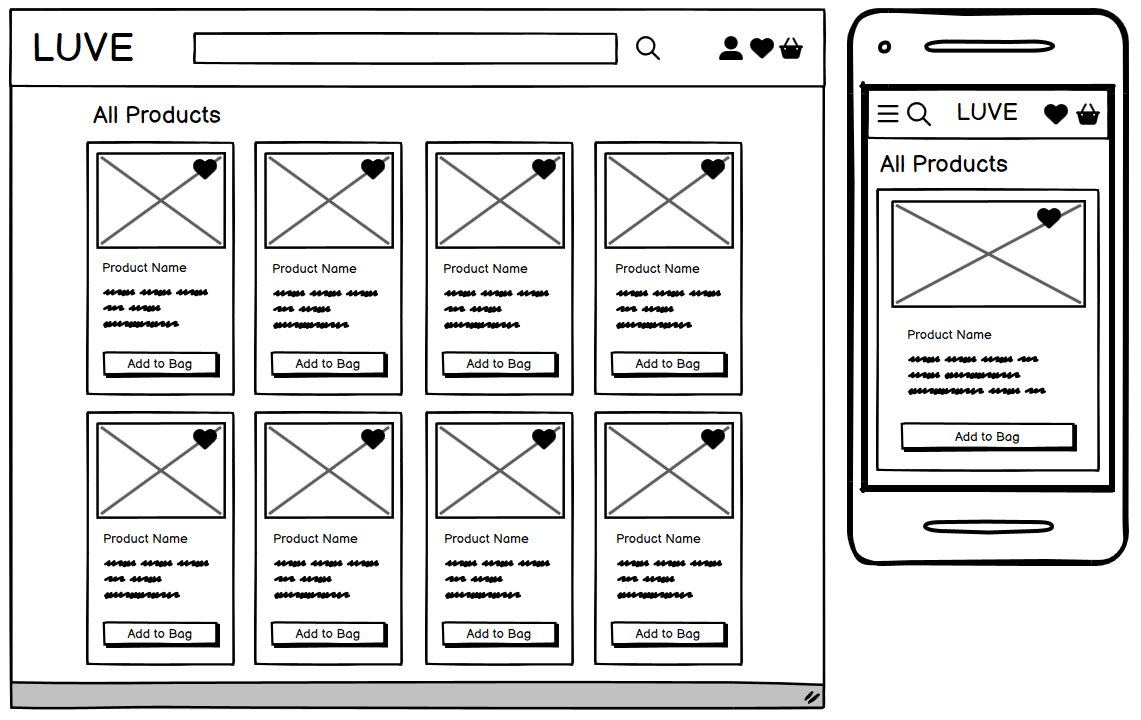 LUVE
All Products
Product Name Product Name Product Name Product Name
Add to Bag Add to Bag Add to Bag Add to Bag
Product Name Product Name Product Name Product Name
Add to Bag Add to Bag Add to Bag Add to Bag
LUVE
All Products
Product Name
Add to Bag